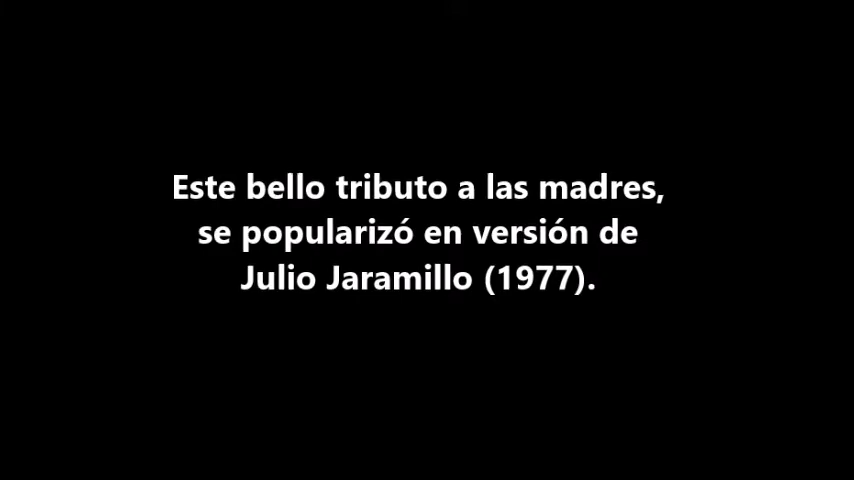 Este bello tributo a las madres,
se popularizó en versión de
Julio Jaramillo (1977).